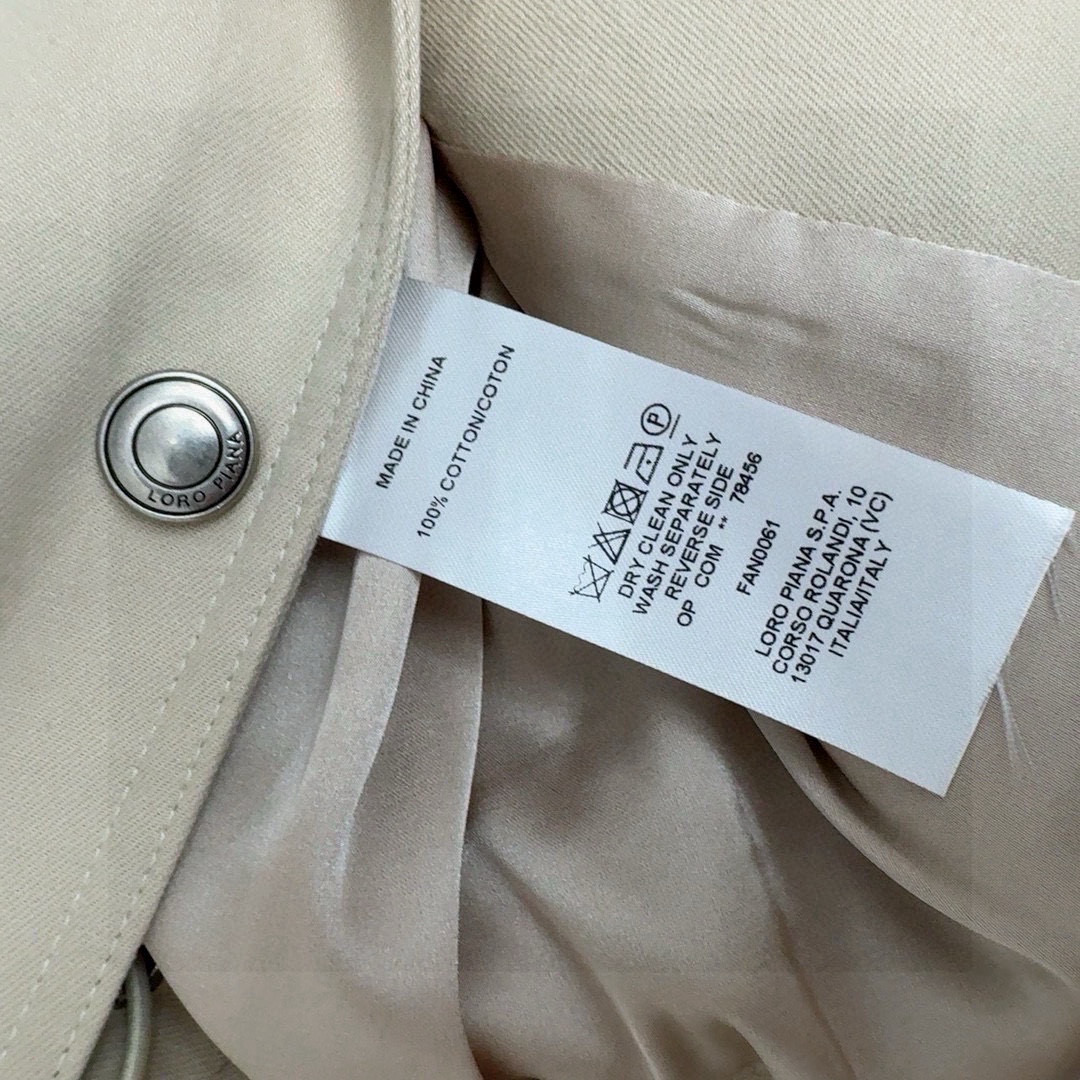 LORO PIANA
MADE IN CHINA
100% COTTON/COTON
P
DRY CLEAN ONLY
WASH SEPARATELY
REVERSE SIDE
OP COM ** 78456
FAN0061
LORO PIANA S.P.A.
CORSO ROLANDI, 10
13017 QUARONA (VC)
ITALIA/ITALY